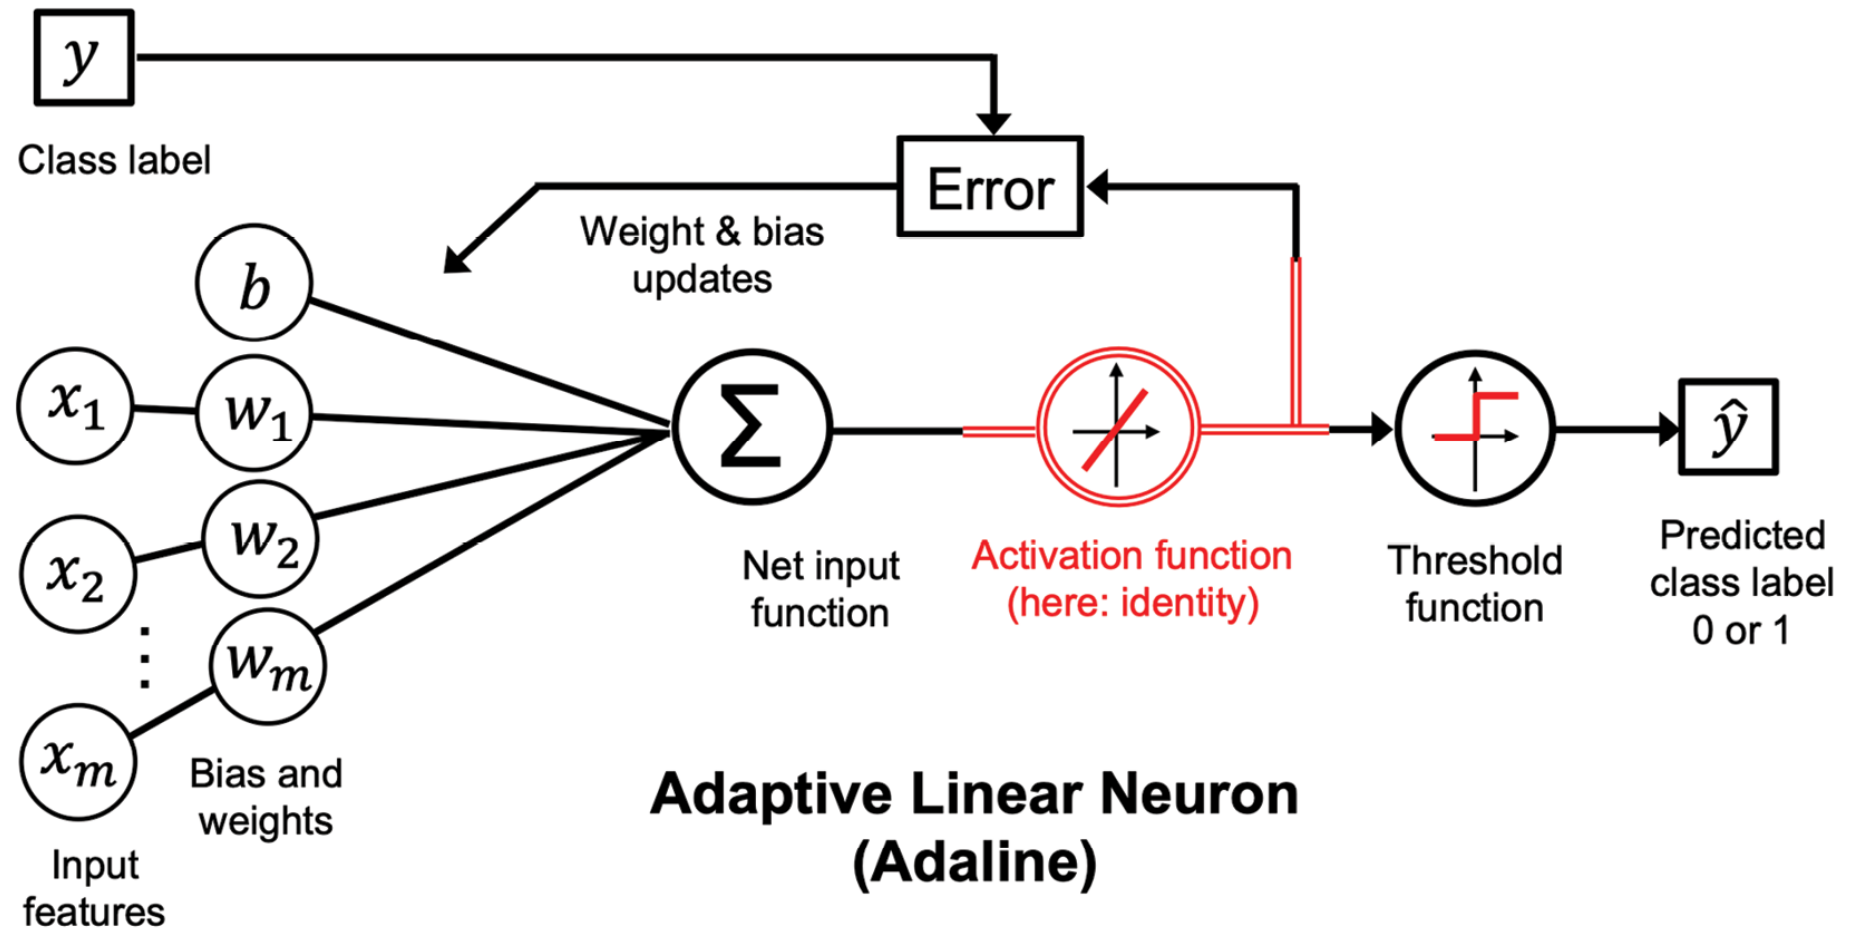 y
Class label
Error
Weight & bias
updates
b
x₁
w₁
x₂
w₂
⋮
wₘ
xₘ
Σ
ŷ
Net input
function
Activation function
(here: identity)
Threshold
function
Predicted
class label
0 or 1
Bias and
weights
Input
features
Adaptive Linear Neuron
(Adaline)